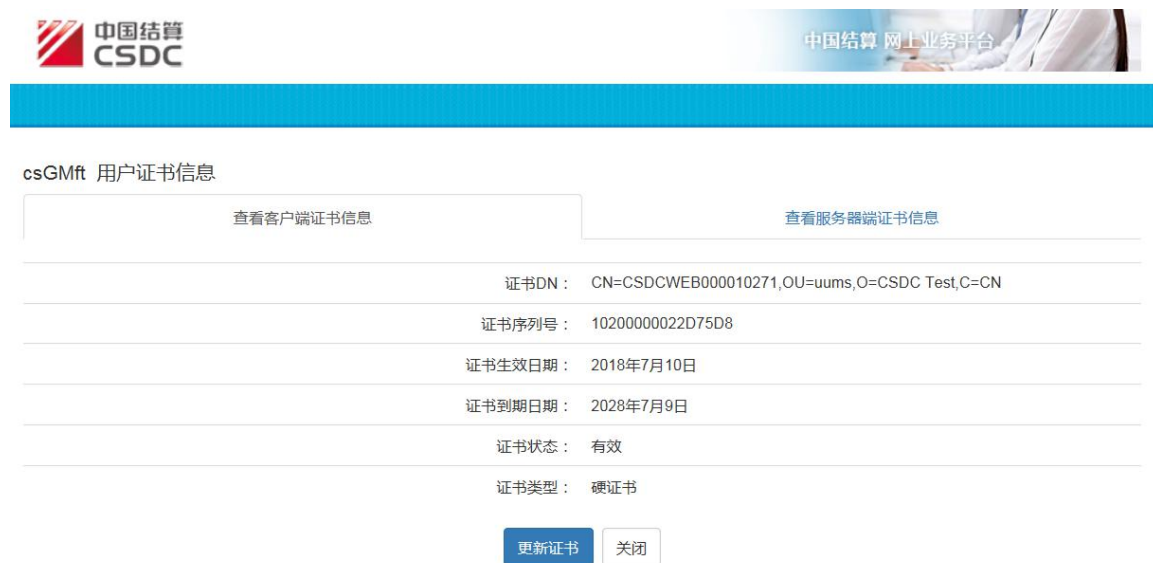 中国结算
CSDC
中国结算 网上业务平台
csGMft 用户证书信息
查看客户端证书信息
查看服务器端证书信息
证书DN： CN=CSDCWEB000010271,OU=uums,O=CSDC Test,C=CN
证书序列号： 10200000022D75D8
证书生效日期： 2018年7月10日
证书到期日期： 2028年7月9日
证书状态： 有效
证书类型： 硬证书
更新证书 关闭